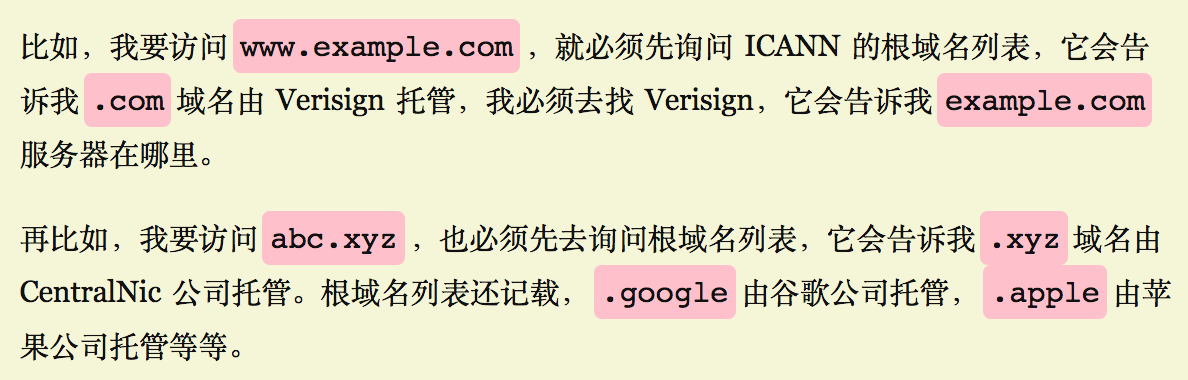 比如，我要访问 www.example.com ，就必须先询问 ICANN 的根域名列表，它会告
诉我 .com 域名由 Verisign 托管，我必须去找 Verisign，它会告诉我 example.com
服务器在哪里。
再比如，我要访问 abc.xyz ，也必须先去询问根域名列表，它会告诉我 .xyz 域名由
CentralNic 公司托管。根域名列表还记载， .google 由谷歌公司托管， .apple 由苹
果公司托管等等。